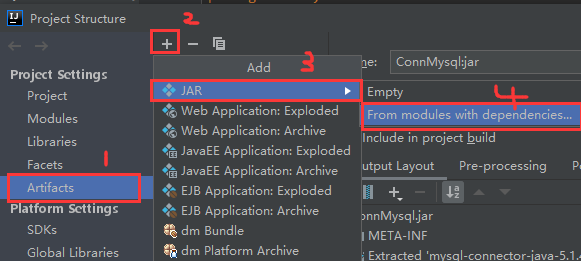 IJ Project Structure
2
Project Settings
Project
Modules
Libraries
Facets
1
Artifacts
Platform Settings
SDKs
Global Libraries
Add
3
JAR
Web Application: Exploded
Web Application: Archive
JavaEE Application: Exploded
JavaEE Application: Archive
EJB Application: Exploded
EJB Application: Archive
dm Bundle
dm Platform Archive
me: ConnMysql:jar
Empty
4
From modules with dependencies...
Include in project build
utput Layout Pre-processing
onnMysql.jar
META-INF
Extracted 'mysql-connector-java-5.1.